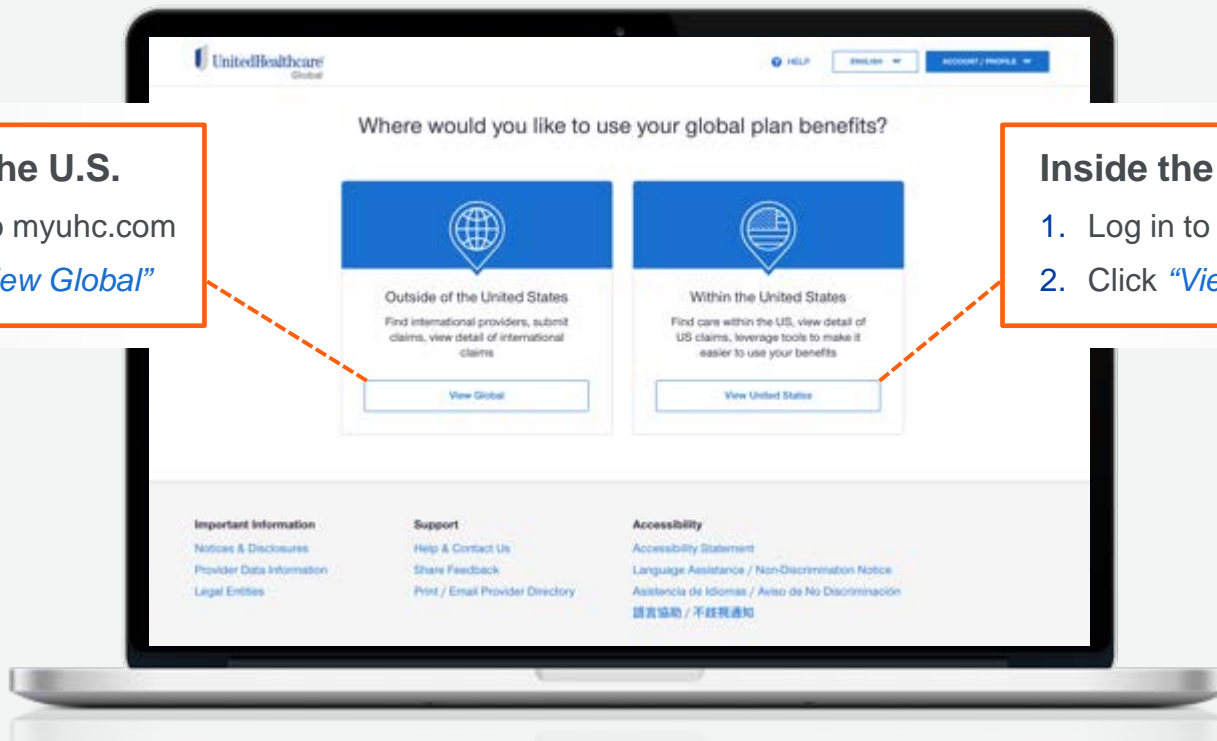 UnitedHealthcare
Global
HELP
ENGLISH
ACCOUNT / PROFILE
Where would you like to use your global plan benefits?
he U.S.
o myuhc.com
ew Global”
Inside the
1. Log in to
2. Click “Vie
Outside of the United States
Find international providers, submit
claims, view detail of international
claims
View Global
Within the United States
Find care within the US, view detail of
US claims, leverage tools to make it
easier to use your benefits
View United States
Important Information
Notices & Disclosures
Provider Data Information
Legal Entities
Support
Help & Contact Us
Share Feedback
Print / Email Provider Directory
Accessibility
Accessibility Statement
Language Assistance / Non-Discrimination Notice
Asistencia de Idiomas / Aviso de No Discriminación
語言協助 / 不歧視通知